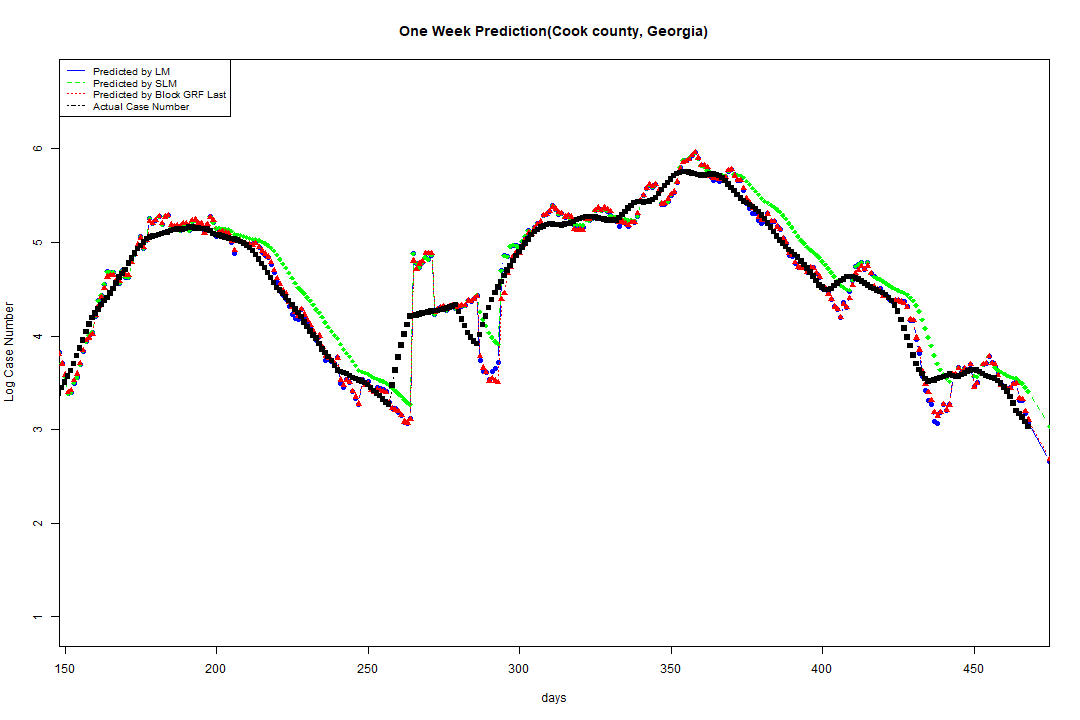 One Week Prediction(Cook county, Georgia)
Predicted by LM
Predicted by SLM
Predicted by Block GRF Last
Actual Case Number
6
5
4
3
2
1
Log Case Number
150 200 250 300 350 400 450
days